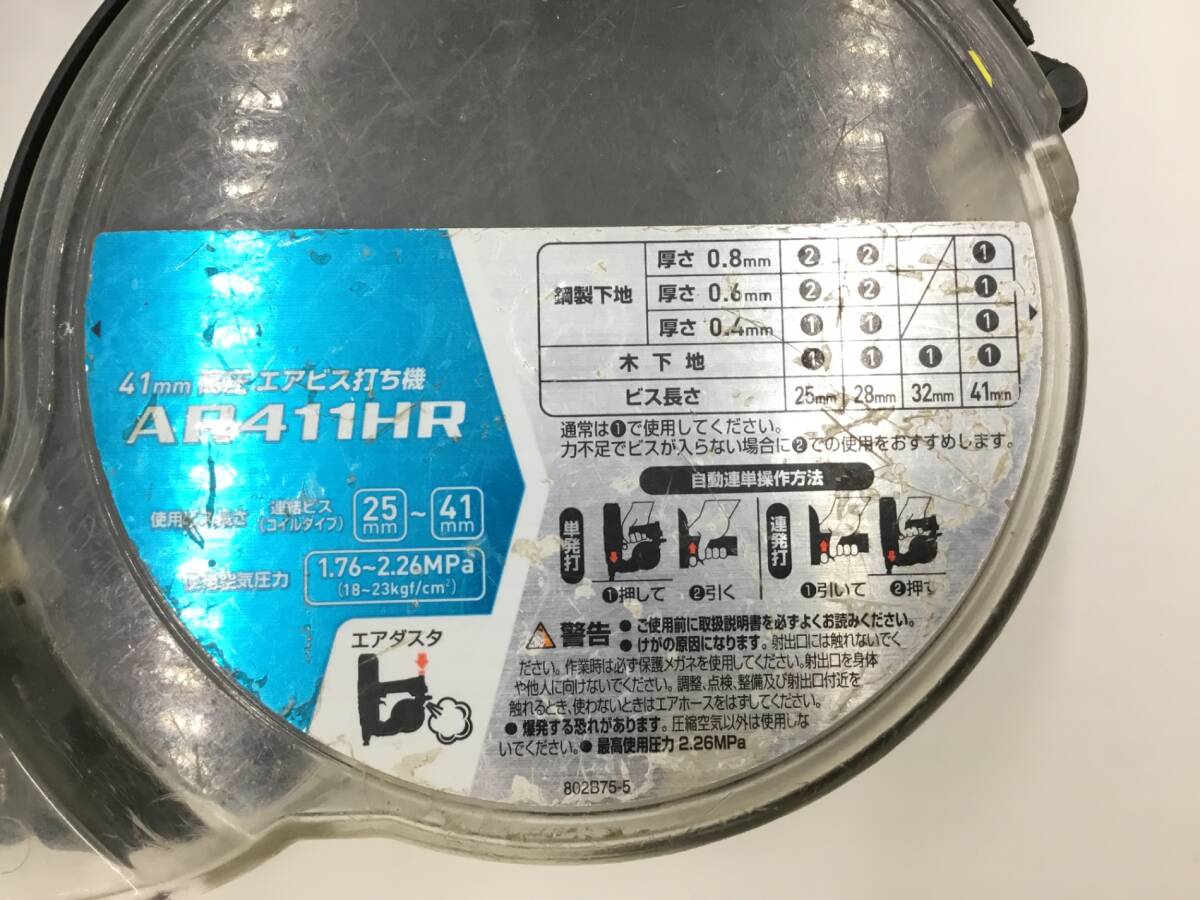 41mm 高圧 エアビス打ち機
AR411HR
使用ビス長さ 連結ビス (コイルタイプ) 25mm ~ 41mm
使用空気圧力 1.76~2.26MPa (18~23kgf/cm²)
エアダスタ
鋼製下地
厚さ 0.8mm ❷ ❷ ❶
厚さ 0.6mm ❷ ❷ ❶
厚さ 0.4mm ❶ ❶ ❶
木下地 ❶ ❶ ❶ ❶
ビス長さ 25mm 28mm 32mm 41mm
通常は❶で使用してください。
力不足でビスが入らない場合に❷での使用をおすすめします。
自動連単操作方法
単発打 ❶押して ❷引く
連発打 ❶引いて ❷押す
警告 ● ご使用前に取扱説明書を必ずよくお読みください。
● けがの原因になります。射出口には触れないでく
ださい。作業時は必ず保護メガネを使用してください。射出口を身体
や他人に向けないでください。調整、点検、整備及び射出口付近を
触れるとき、使わないときはエアホースをはずしてください。
● 爆発する恐れがあります。圧縮空気以外は使用しな
いでください。● 最高使用圧力 2.26MPa
802B75-5